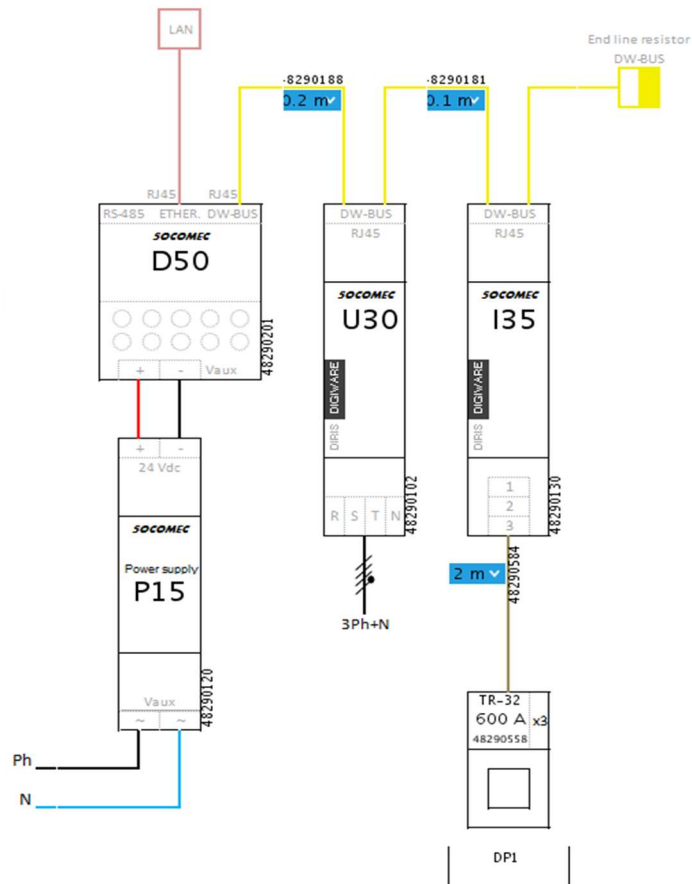 LAN
End line resistor
DW-BUS
48290188
0.2 m
48290181
0.1 m
RJ45 RJ45
RS-485 ETHER. DW-BUS
SOCOMEC
D50
48290201
+ - Vaux
DW-BUS
RJ45
SOCOMEC
U30
DIRIS DIGIWARE
48290102
R S T N
3Ph+N
DW-BUS
RJ45
SOCOMEC
I35
DIRIS DIGIWARE
48290130
1
2
3
2 m
48290584
+ -
24 Vdc
SOCOMEC
Power supply
P15
48290120
Vaux
~ ~
Ph
N
TR-32
600 A x3
48290558
DP1